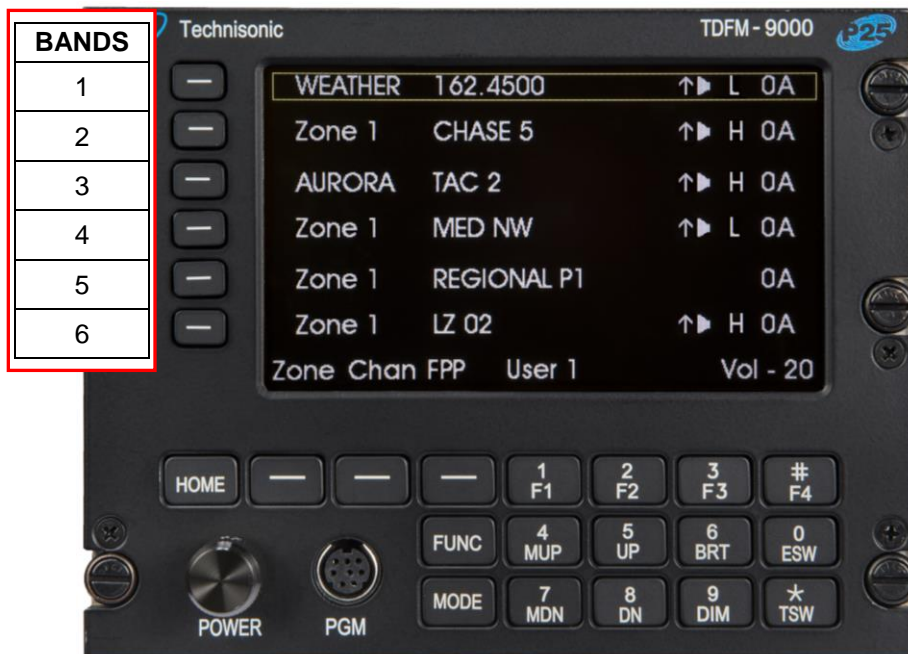 BANDS
1
2
3
4
5
6
Technisonic TDFM - 9000 P25
WEATHER 162.4500 ↑ L 0A
Zone 1 CHASE 5 ↑ H 0A
AURORA TAC 2 ↑ H 0A
Zone 1 MED NW ↑ L 0A
Zone 1 REGIONAL P1 0A
Zone 1 LZ 02 ↑ H 0A
Zone Chan FPP User 1 Vol - 20
HOME 1 2 3 #
F1 F2 F3 F4
FUNC 4 5 6 0
MUP UP BRT ESW
MODE 7 8 9 *
MDN DN DIM TSW
POWER PGM